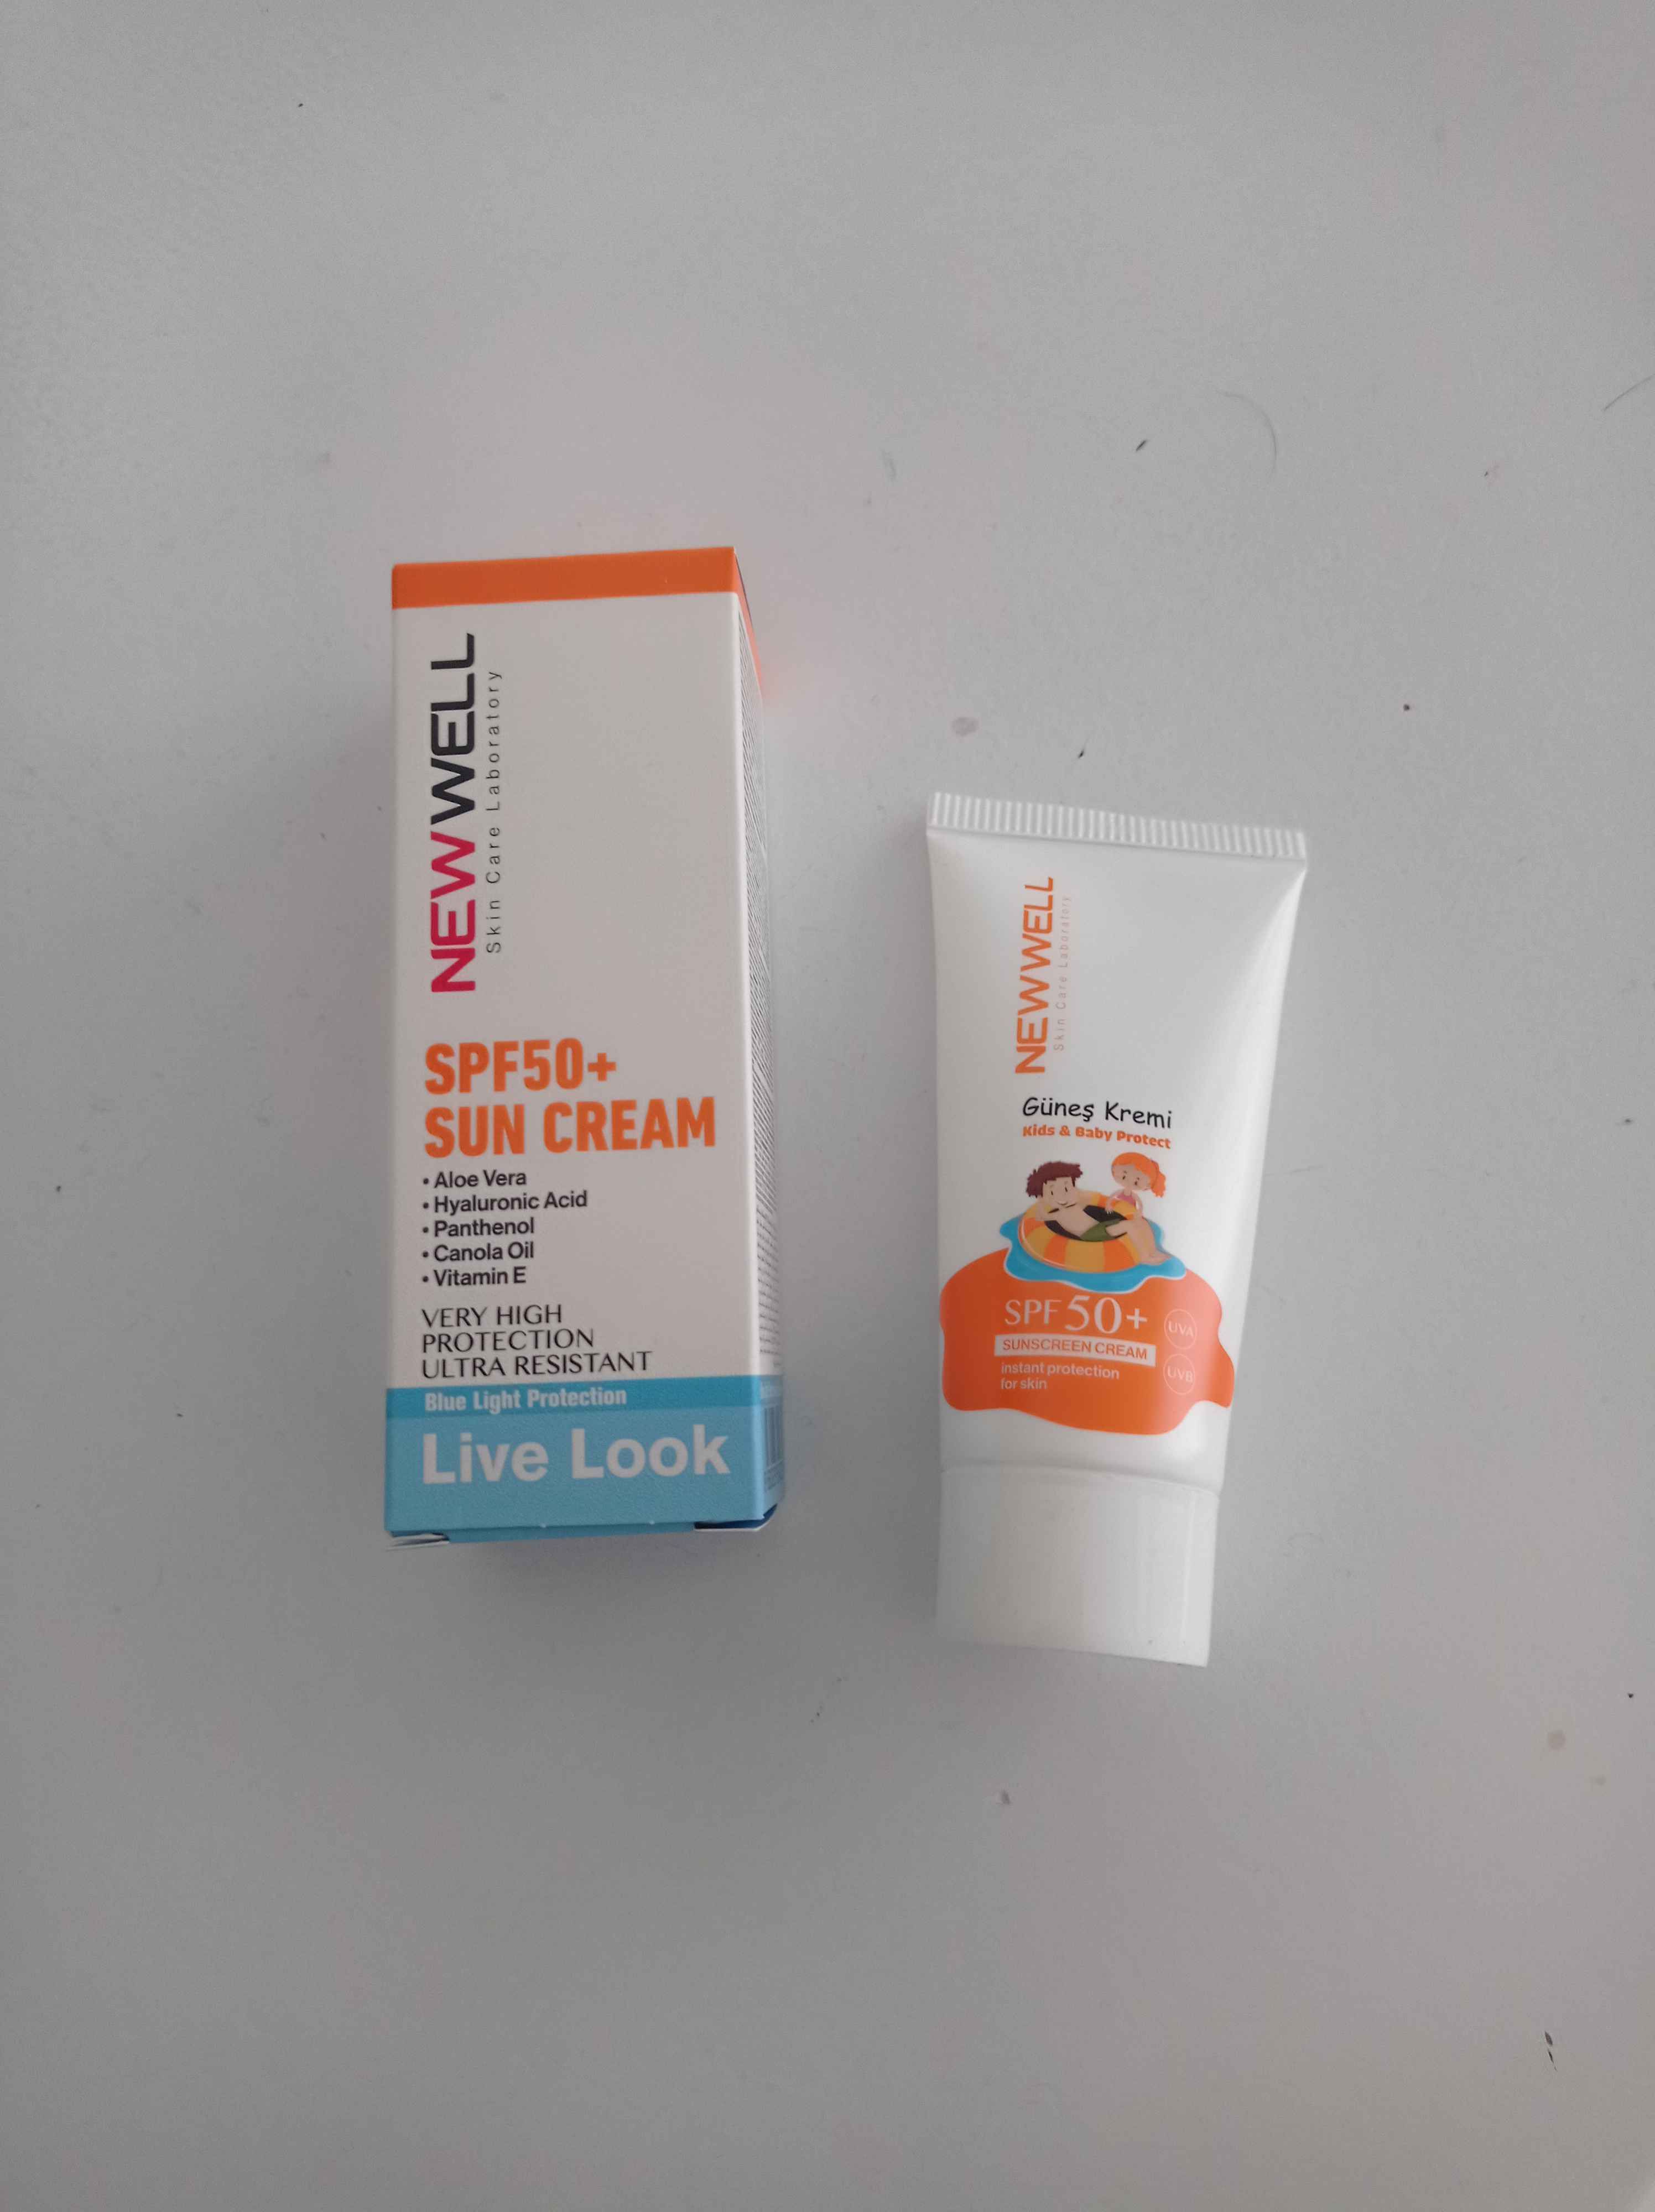 NEWWELL
Skin Care Laboratory
SPF50+
SUN CREAM
• Aloe Vera
• Hyaluronic Acid
• Panthenol
• Canola Oil
• Vitamin E
VERY HIGH
PROTECTION
ULTRA RESISTANT
Blue Light Protection
Live Look
NEWWELL
Skin Care Laboratory
Güneş Kremi
Kids & Baby Protect
SPF 50+
SUNSCREEN CREAM
instant protection
for skin
UVA
UVB